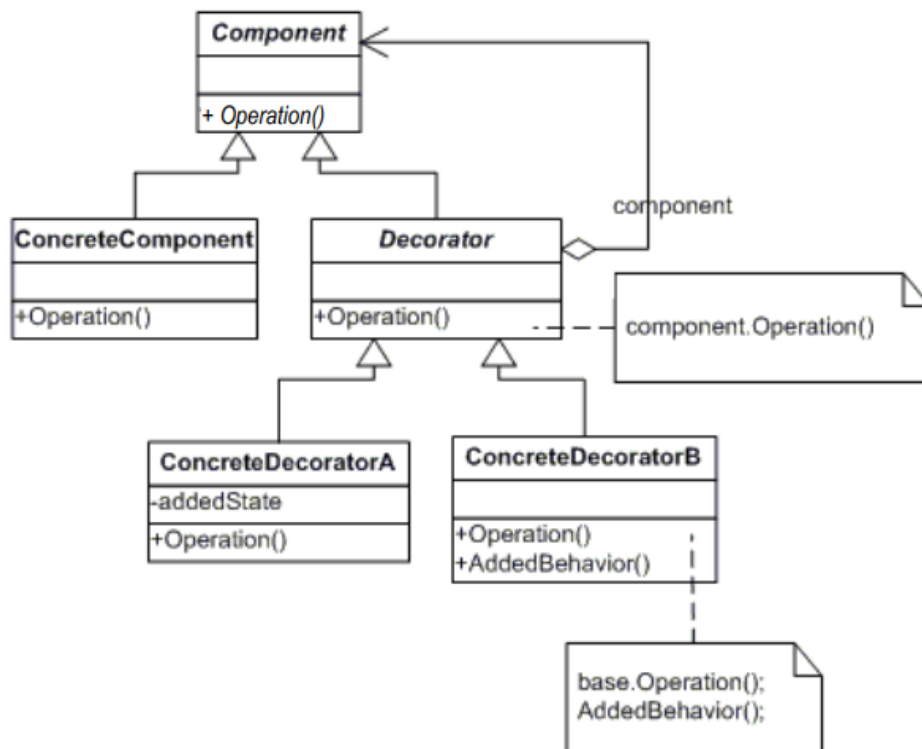 Component
+ Operation()
component
ConcreteComponent
+Operation()
Decorator
+Operation()
component.Operation()
ConcreteDecoratorA
-addedState
+Operation()
ConcreteDecoratorB
+Operation()
+AddedBehavior()
base.Operation();
AddedBehavior();